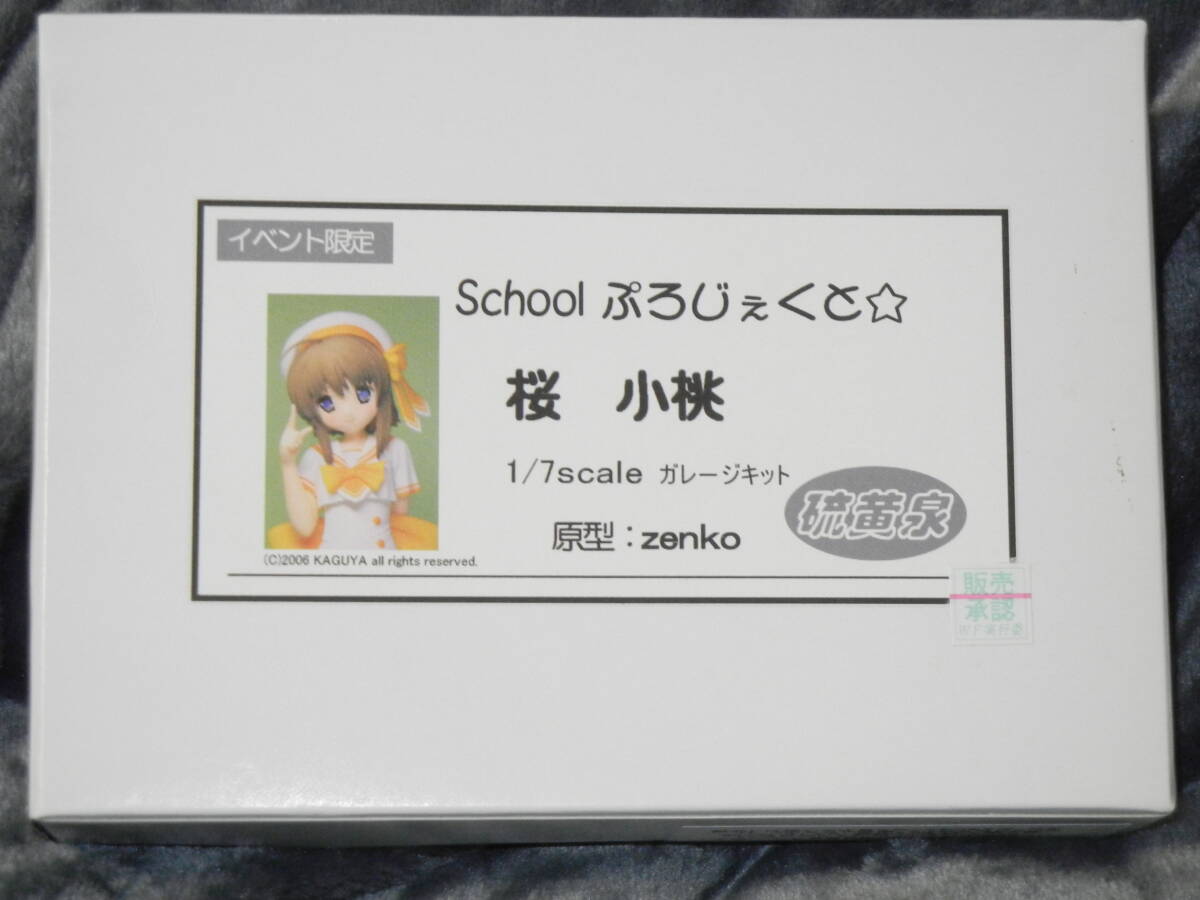 イベント限定
School ぷろじぇくと☆
桜 小桃
1/7scale ガレージキット
硫黄泉
原型：zenko
(C)2006 KAGUYA all rights reserved.
販売
承認